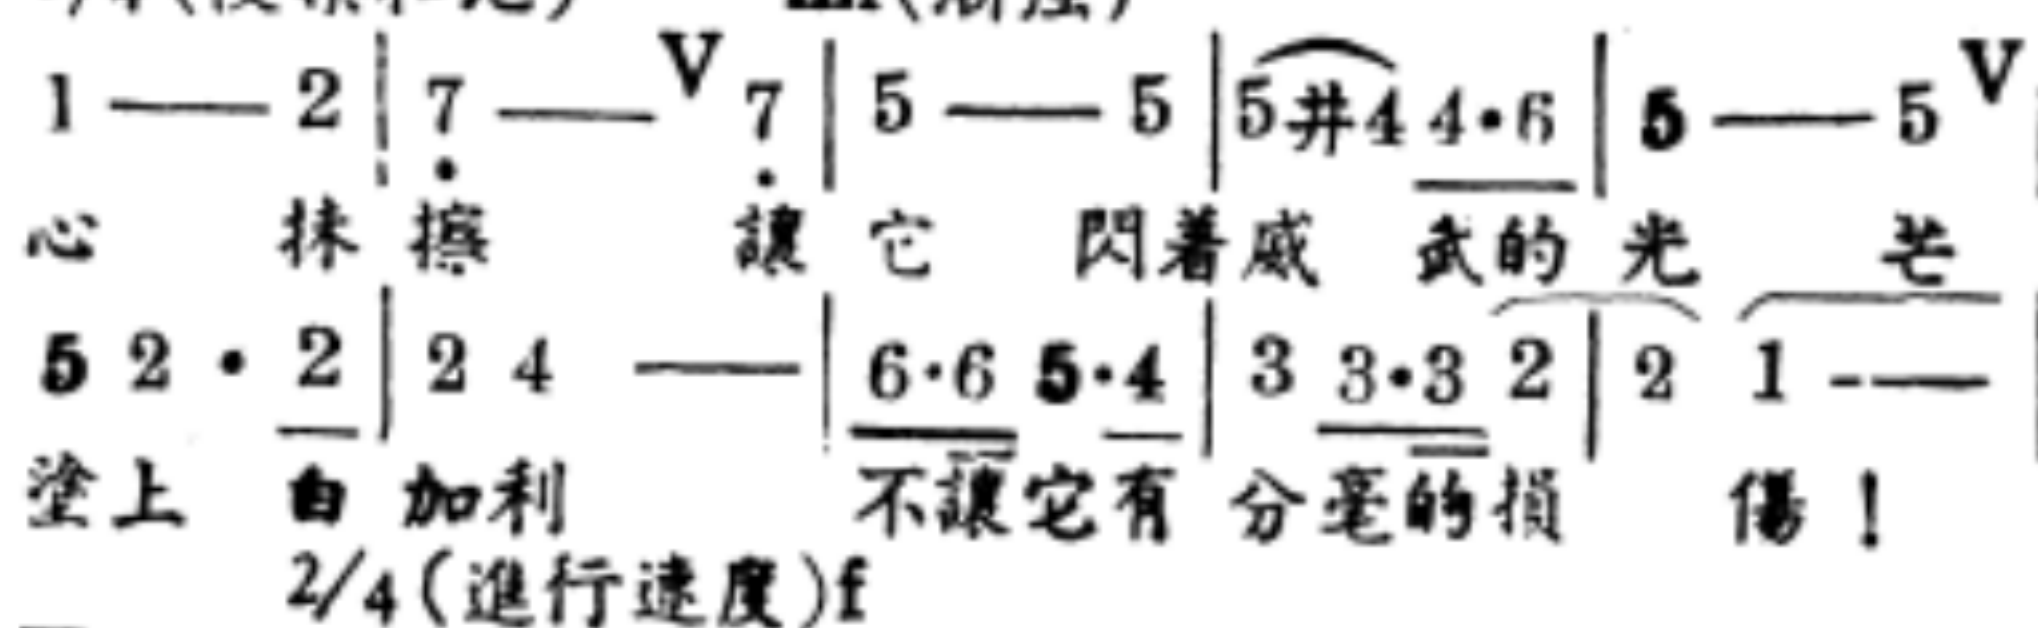 1 — 2 | 7̣ — V 7̣ | 5 — 5 | 5 井4 4·6 | 5 — 5 V
心 抹 擦 讓 它 閃着威 武的 光 芒
5 2 · 2 | 2 4 — | 6·6 5·4 | 3 3·3 2 | 2 1 - —
塗上 白 加利 不讓它有 分毫的損 傷！
2/4(進行速度)f